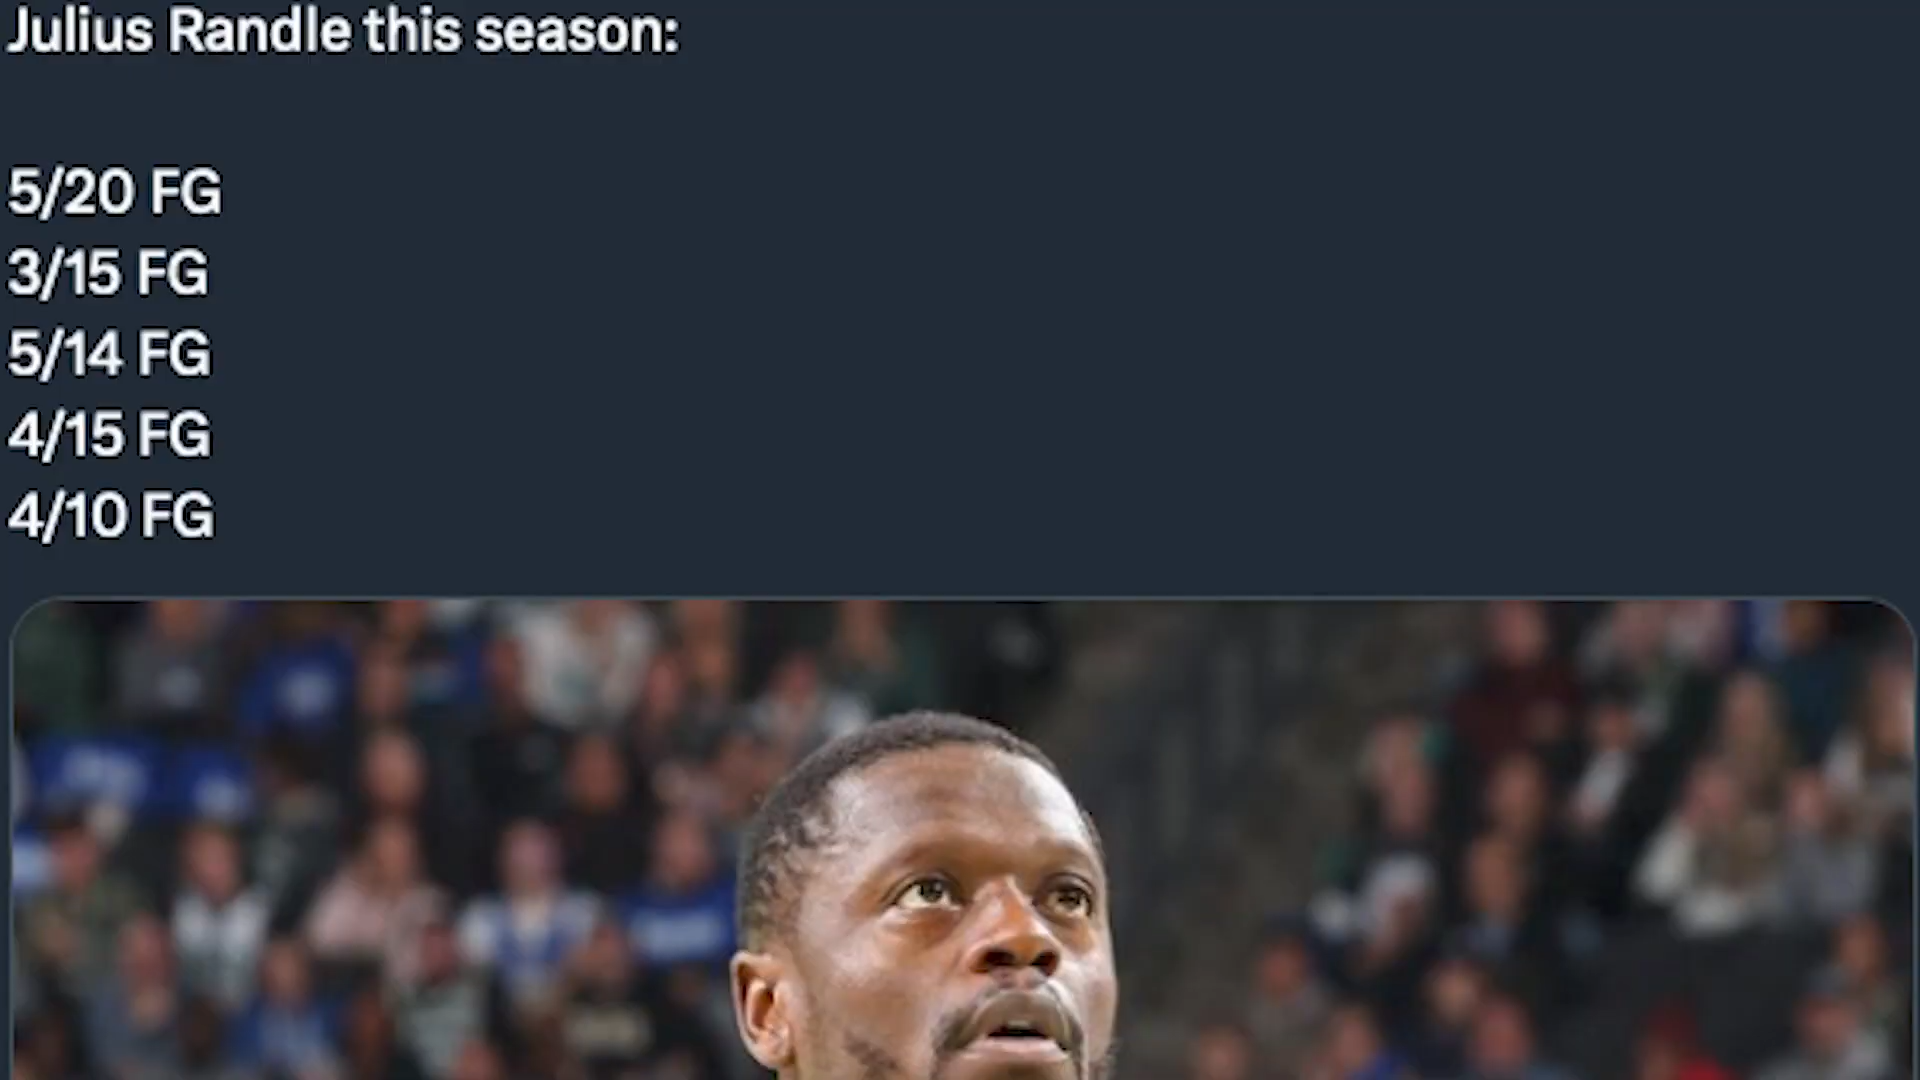 Julius Randle this season:
5/20 FG
3/15 FG
5/14 FG
4/15 FG
4/10 FG